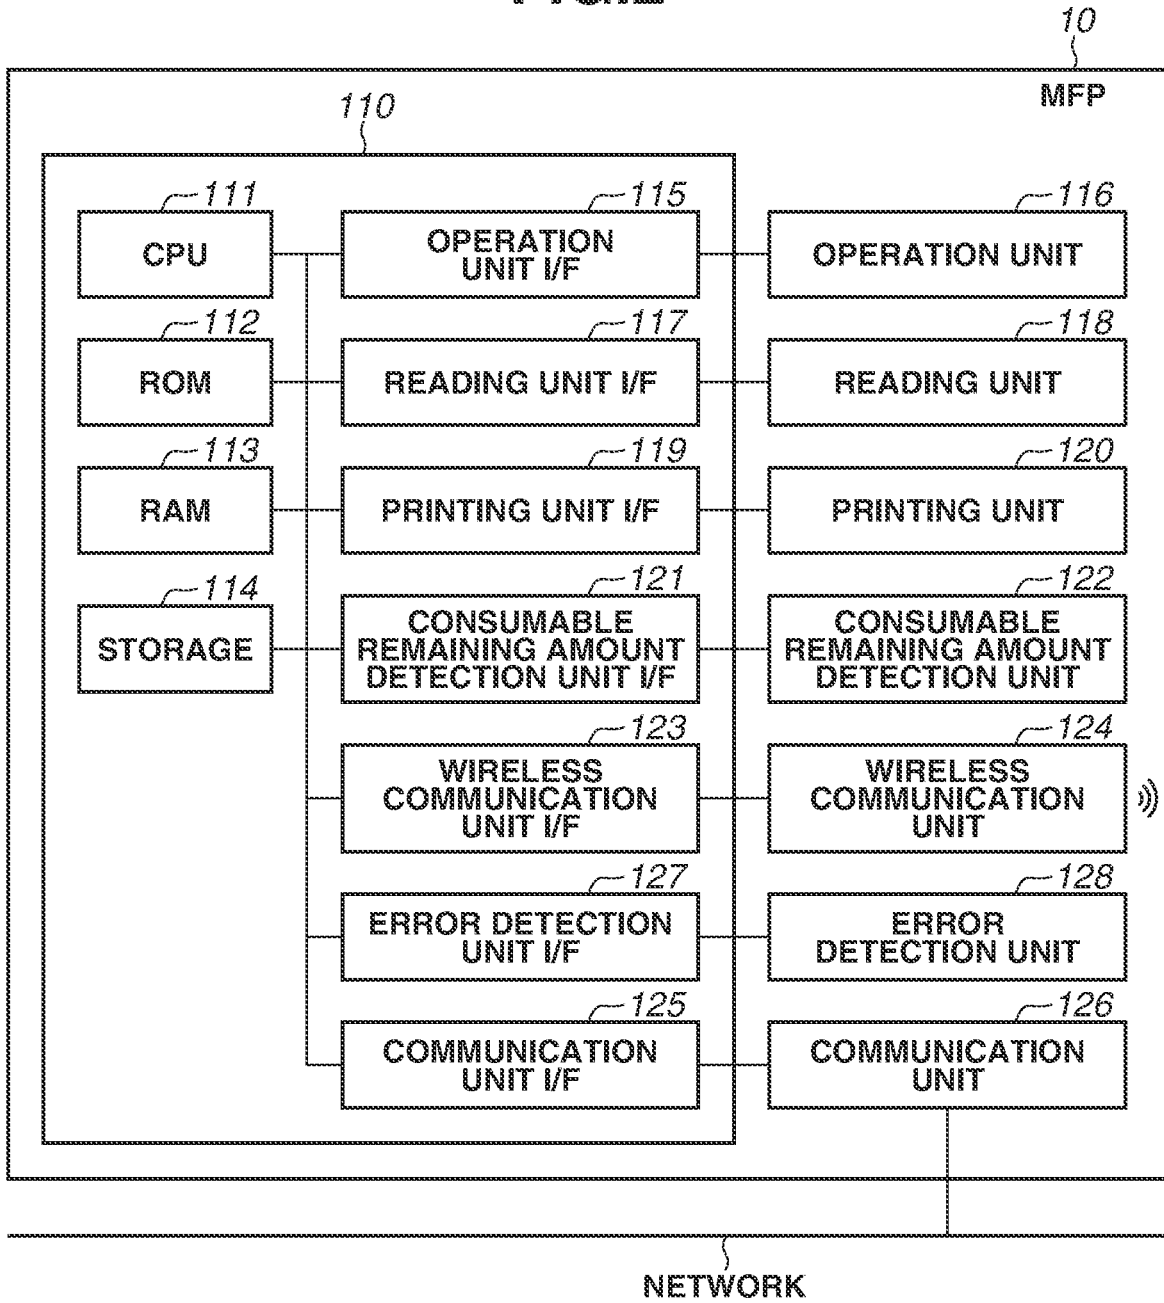 10
MFP
110
111
CPU
115
OPERATION
UNIT I/F
116
OPERATION UNIT
112
ROM
117
READING UNIT I/F
118
READING UNIT
113
RAM
119
PRINTING UNIT I/F
120
PRINTING UNIT
114
STORAGE
121
CONSUMABLE
REMAINING AMOUNT
DETECTION UNIT I/F
122
CONSUMABLE
REMAINING AMOUNT
DETECTION UNIT
123
WIRELESS
COMMUNICATION
UNIT I/F
124
WIRELESS
COMMUNICATION
UNIT
127
ERROR DETECTION
UNIT I/F
128
ERROR
DETECTION UNIT
125
COMMUNICATION
UNIT I/F
126
COMMUNICATION
UNIT
NETWORK